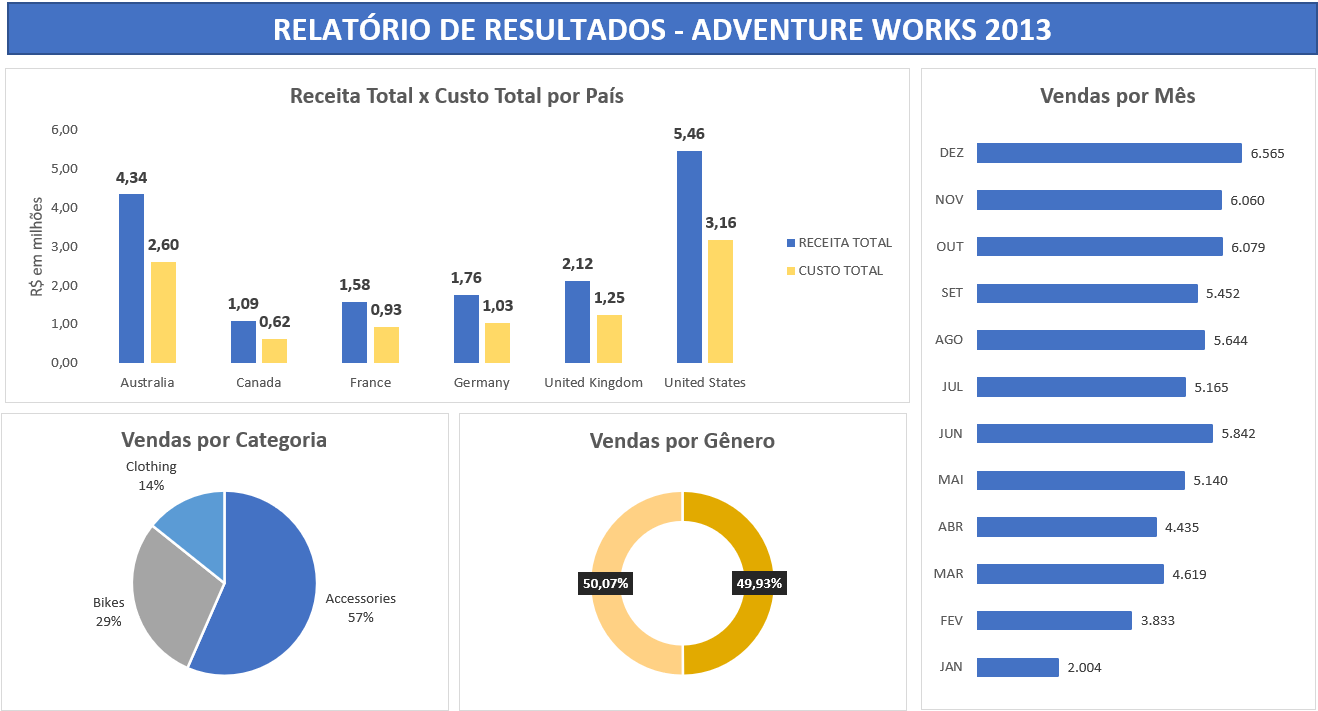 RELATÓRIO DE RESULTADOS - ADVENTURE WORKS 2013
Receita Total x Custo Total por País
R$ em milhões
6,00
5,00
4,00
3,00
2,00
1,00
0,00
4,34
2,60
1,09
0,62
1,58
0,93
1,76
1,03
2,12
1,25
5,46
3,16
Australia
Canada
France
Germany
United Kingdom
United States
RECEITA TOTAL
CUSTO TOTAL
Vendas por Mês
DEZ 6.565
NOV 6.060
OUT 6.079
SET 5.452
AGO 5.644
JUL 5.165
JUN 5.842
MAI 5.140
ABR 4.435
MAR 4.619
FEV 3.833
JAN 2.004
Vendas por Categoria
Clothing
14%
Bikes
29%
Accessories
57%
Vendas por Gênero
50,07%
49,93%